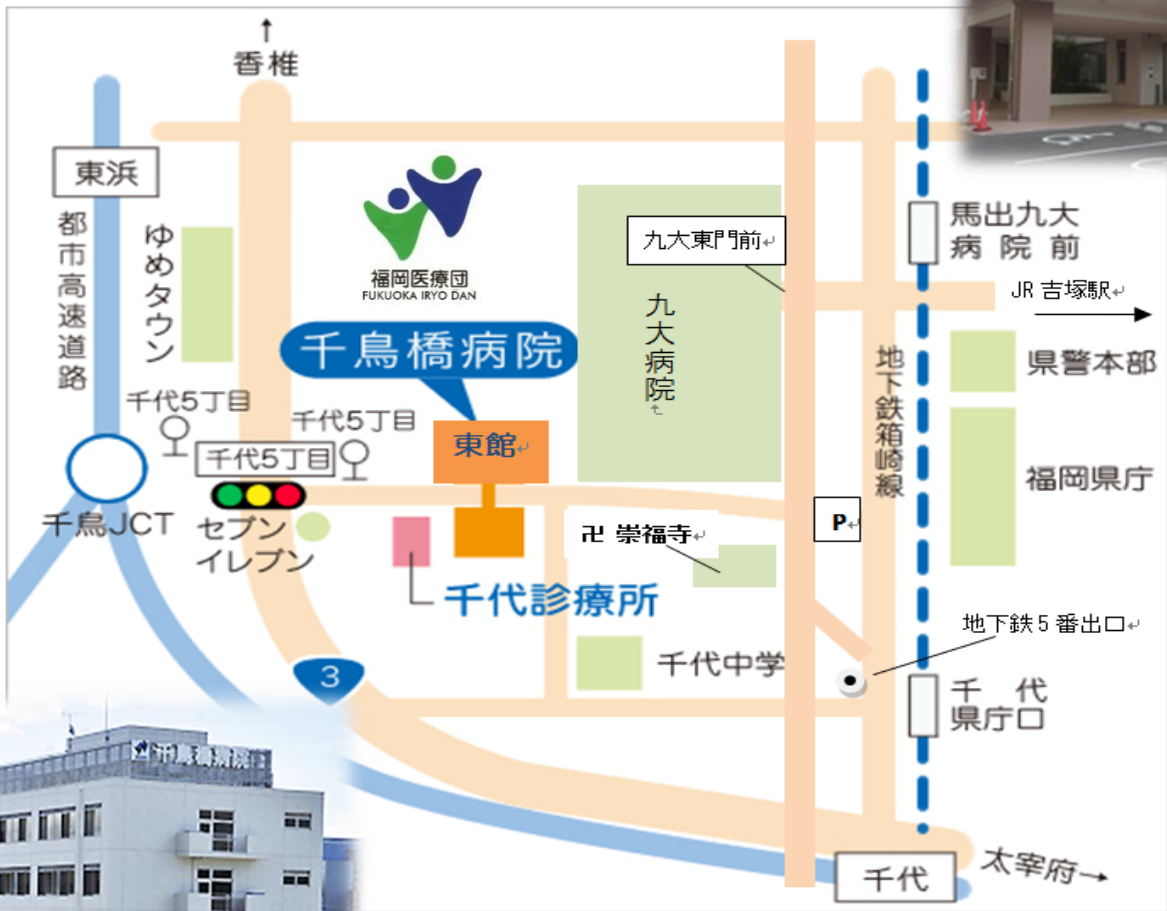 ↑
香椎
東浜
都市高速道路
ゆめタウン
福岡医療団
FUKUOKA IRYO DAN
九大東門前
馬出九大
病院前
JR 吉塚駅
千鳥橋病院
九大病院
地下鉄箱崎線
県警本部
千代5丁目
千代5丁目
千代5丁目
東館
福岡県庁
千鳥JCT
セブン
イレブン
P
卍 崇福寺
千代診療所
地下鉄5番出口
千代中学
3
千代
県庁口
千鳥橋病院
千代
太宰府→